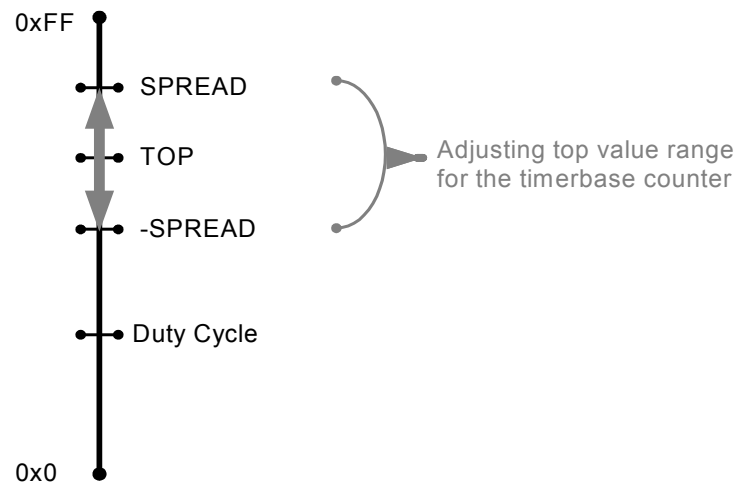 0xFF
SPREAD
TOP
Adjusting top value range
for the timerbase counter
-SPREAD
Duty Cycle
0x0